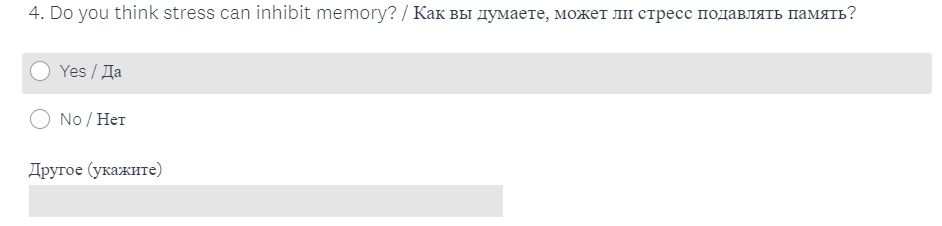 4. Do you think stress can inhibit memory? / Как вы думаете, может ли стресс подавлять память?
Yes / Да
No / Нет
Другое (укажите)